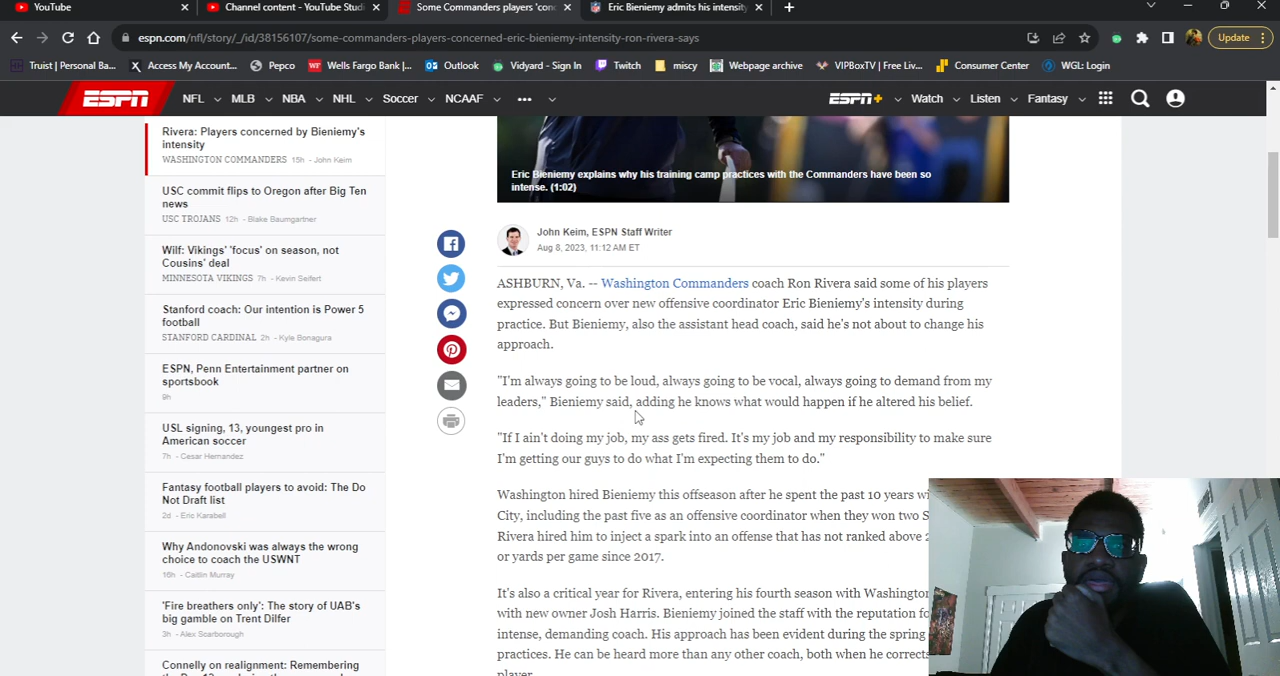 YouTube
Channel content - YouTube Studi
Some Commanders players 'conc
Eric Bieniemy admits his intensity
espn.com/nfl/story/_/id/38156107/some-commanders-players-concerned-eric-bieniemy-intensity-ron-rivera-says
Update
Truist | Personal Ba... Access My Account... Pepco Wells Fargo Bank |... Outlook Vidyard - Sign In Twitch miscy Webpage archive VIPBoxTV | Free Liv... Consumer Center WGL: Login
ESPN NFL MLB NBA NHL Soccer NCAAF ••• ESPN+ Watch Listen Fantasy
Rivera: Players concerned by Bieniemy's
intensity
WASHINGTON COMMANDERS 15h - John Keim
USC commit flips to Oregon after Big Ten
news
USC TROJANS 12h - Blake Baumgartner
Wilf: Vikings' 'focus' on season, not
Cousins' deal
MINNESOTA VIKINGS 7h - Kevin Seifert
Stanford coach: Our intention is Power 5
football
STANFORD CARDINAL 2h - Kyle Bonagura
ESPN, Penn Entertainment partner on
sportsbook
9h
USL signing, 13, youngest pro in
American soccer
7h - Cesar Hernandez
Fantasy football players to avoid: The Do
Not Draft list
2d - Eric Karabell
Why Andonovski was always the wrong
choice to coach the USWNT
16h - Caitlin Murray
'Fire breathers only': The story of UAB's
big gamble on Trent Dilfer
3h - Alex Scarborough
Connelly on realignment: Remembering
Eric Bieniemy explains why his training camp practices with the Commanders have been so
intense. (1:02)
John Keim, ESPN Staff Writer
Aug 8, 2023, 11:12 AM ET
ASHBURN, Va. -- Washington Commanders coach Ron Rivera said some of his players
expressed concern over new offensive coordinator Eric Bieniemy's intensity during
practice. But Bieniemy, also the assistant head coach, said he's not about to change his
approach.
"I'm always going to be loud, always going to be vocal, always going to demand from my
leaders," Bieniemy said, adding he knows what would happen if he altered his belief.
"If I ain't doing my job, my ass gets fired. It's my job and my responsibility to make sure
I'm getting our guys to do what I'm expecting them to do."
Washington hired Bieniemy this offseason after he spent the past 10 years wi
City, including the past five as an offensive coordinator when they won two S
Rivera hired him to inject a spark into an offense that has not ranked above 2
or yards per game since 2017.
It's also a critical year for Rivera, entering his fourth season with Washington
with new owner Josh Harris. Bieniemy joined the staff with the reputation fo
intense, demanding coach. His approach has been evident during the spring
practices. He can be heard more than any other coach, both when he corrects
player.